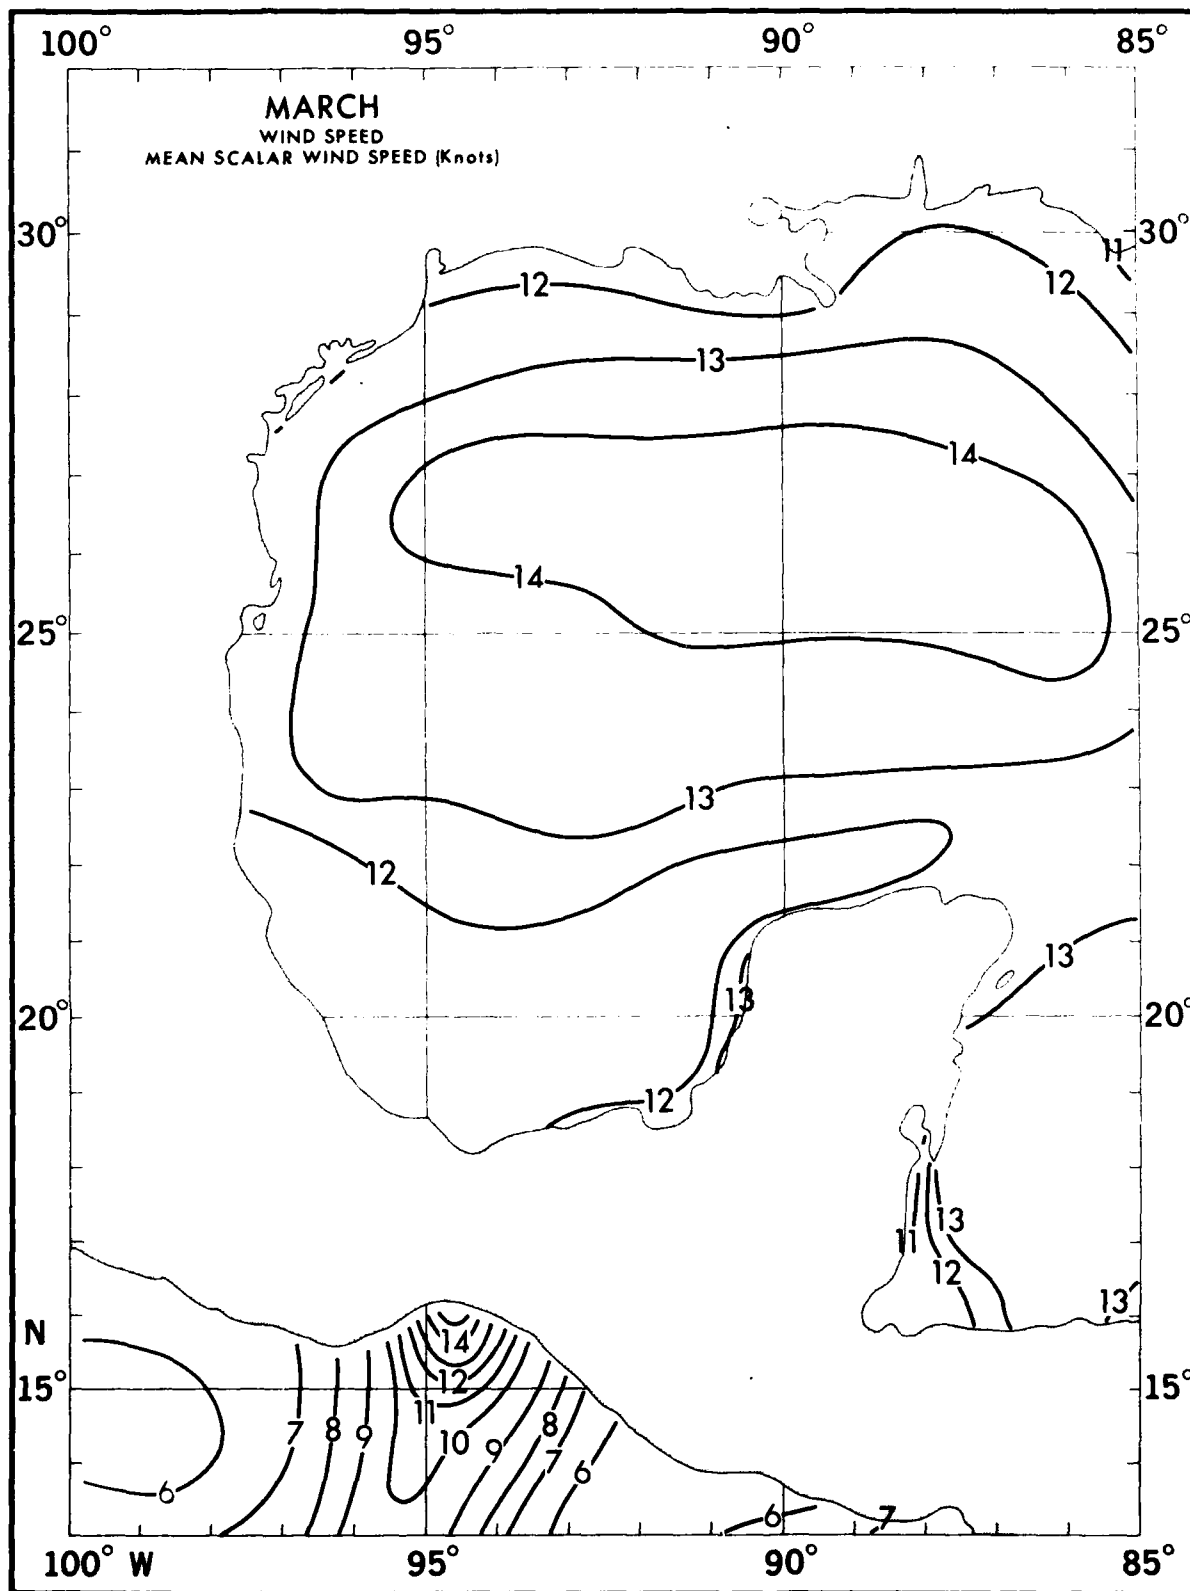 100° 95° 90° 85°
MARCH
WIND SPEED
MEAN SCALAR WIND SPEED (Knots)
30° 30°
11
12 12
13
14
14
25° 25°
13
12
13
20° 13 20°
12
13
11
12
13
N
14
15° 12 15°
11
7 8 9 10 9 8 7 6
6
6 7
100° W 95° 90° 85°